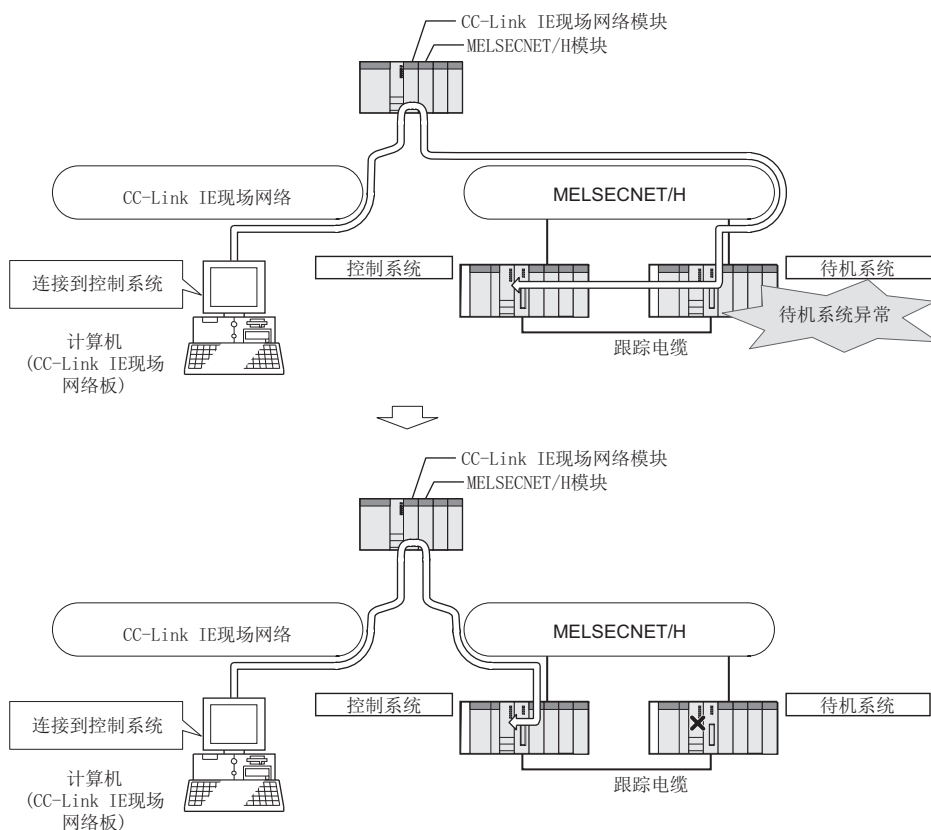 CC-Link IE现场网络模块
MELSECNET/H模块
CC-Link IE现场网络
MELSECNET/H
连接到控制系统
控制系统
待机系统
待机系统异常
计算机
(CC-Link IE现场
网络板)
跟踪电缆
CC-Link IE现场网络模块
MELSECNET/H模块
CC-Link IE现场网络
MELSECNET/H
连接到控制系统
控制系统
待机系统
计算机
(CC-Link IE现场
网络板)
跟踪电缆